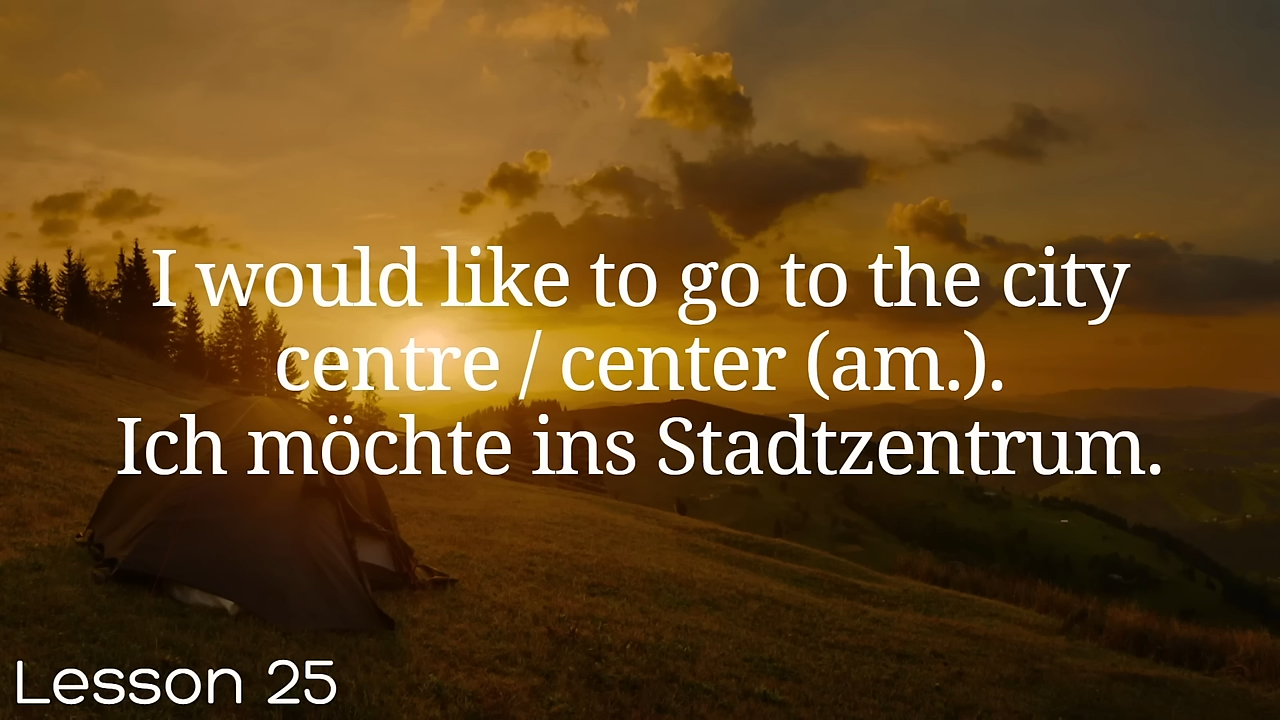 I would like to go to the city
centre / center (am.).
Ich möchte ins Stadtzentrum.
Lesson 25